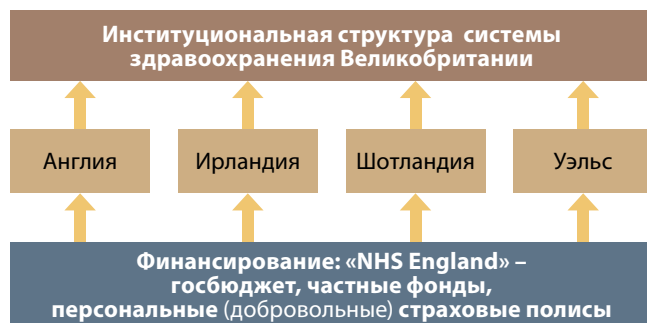 Институциональная структура системы
здравоохранения Великобритании
Англия
Ирландия
Шотландия
Уэльс
Финансирование: «NHS England» –
госбюджет, частные фонды,
персональные (добровольные) страховые полисы